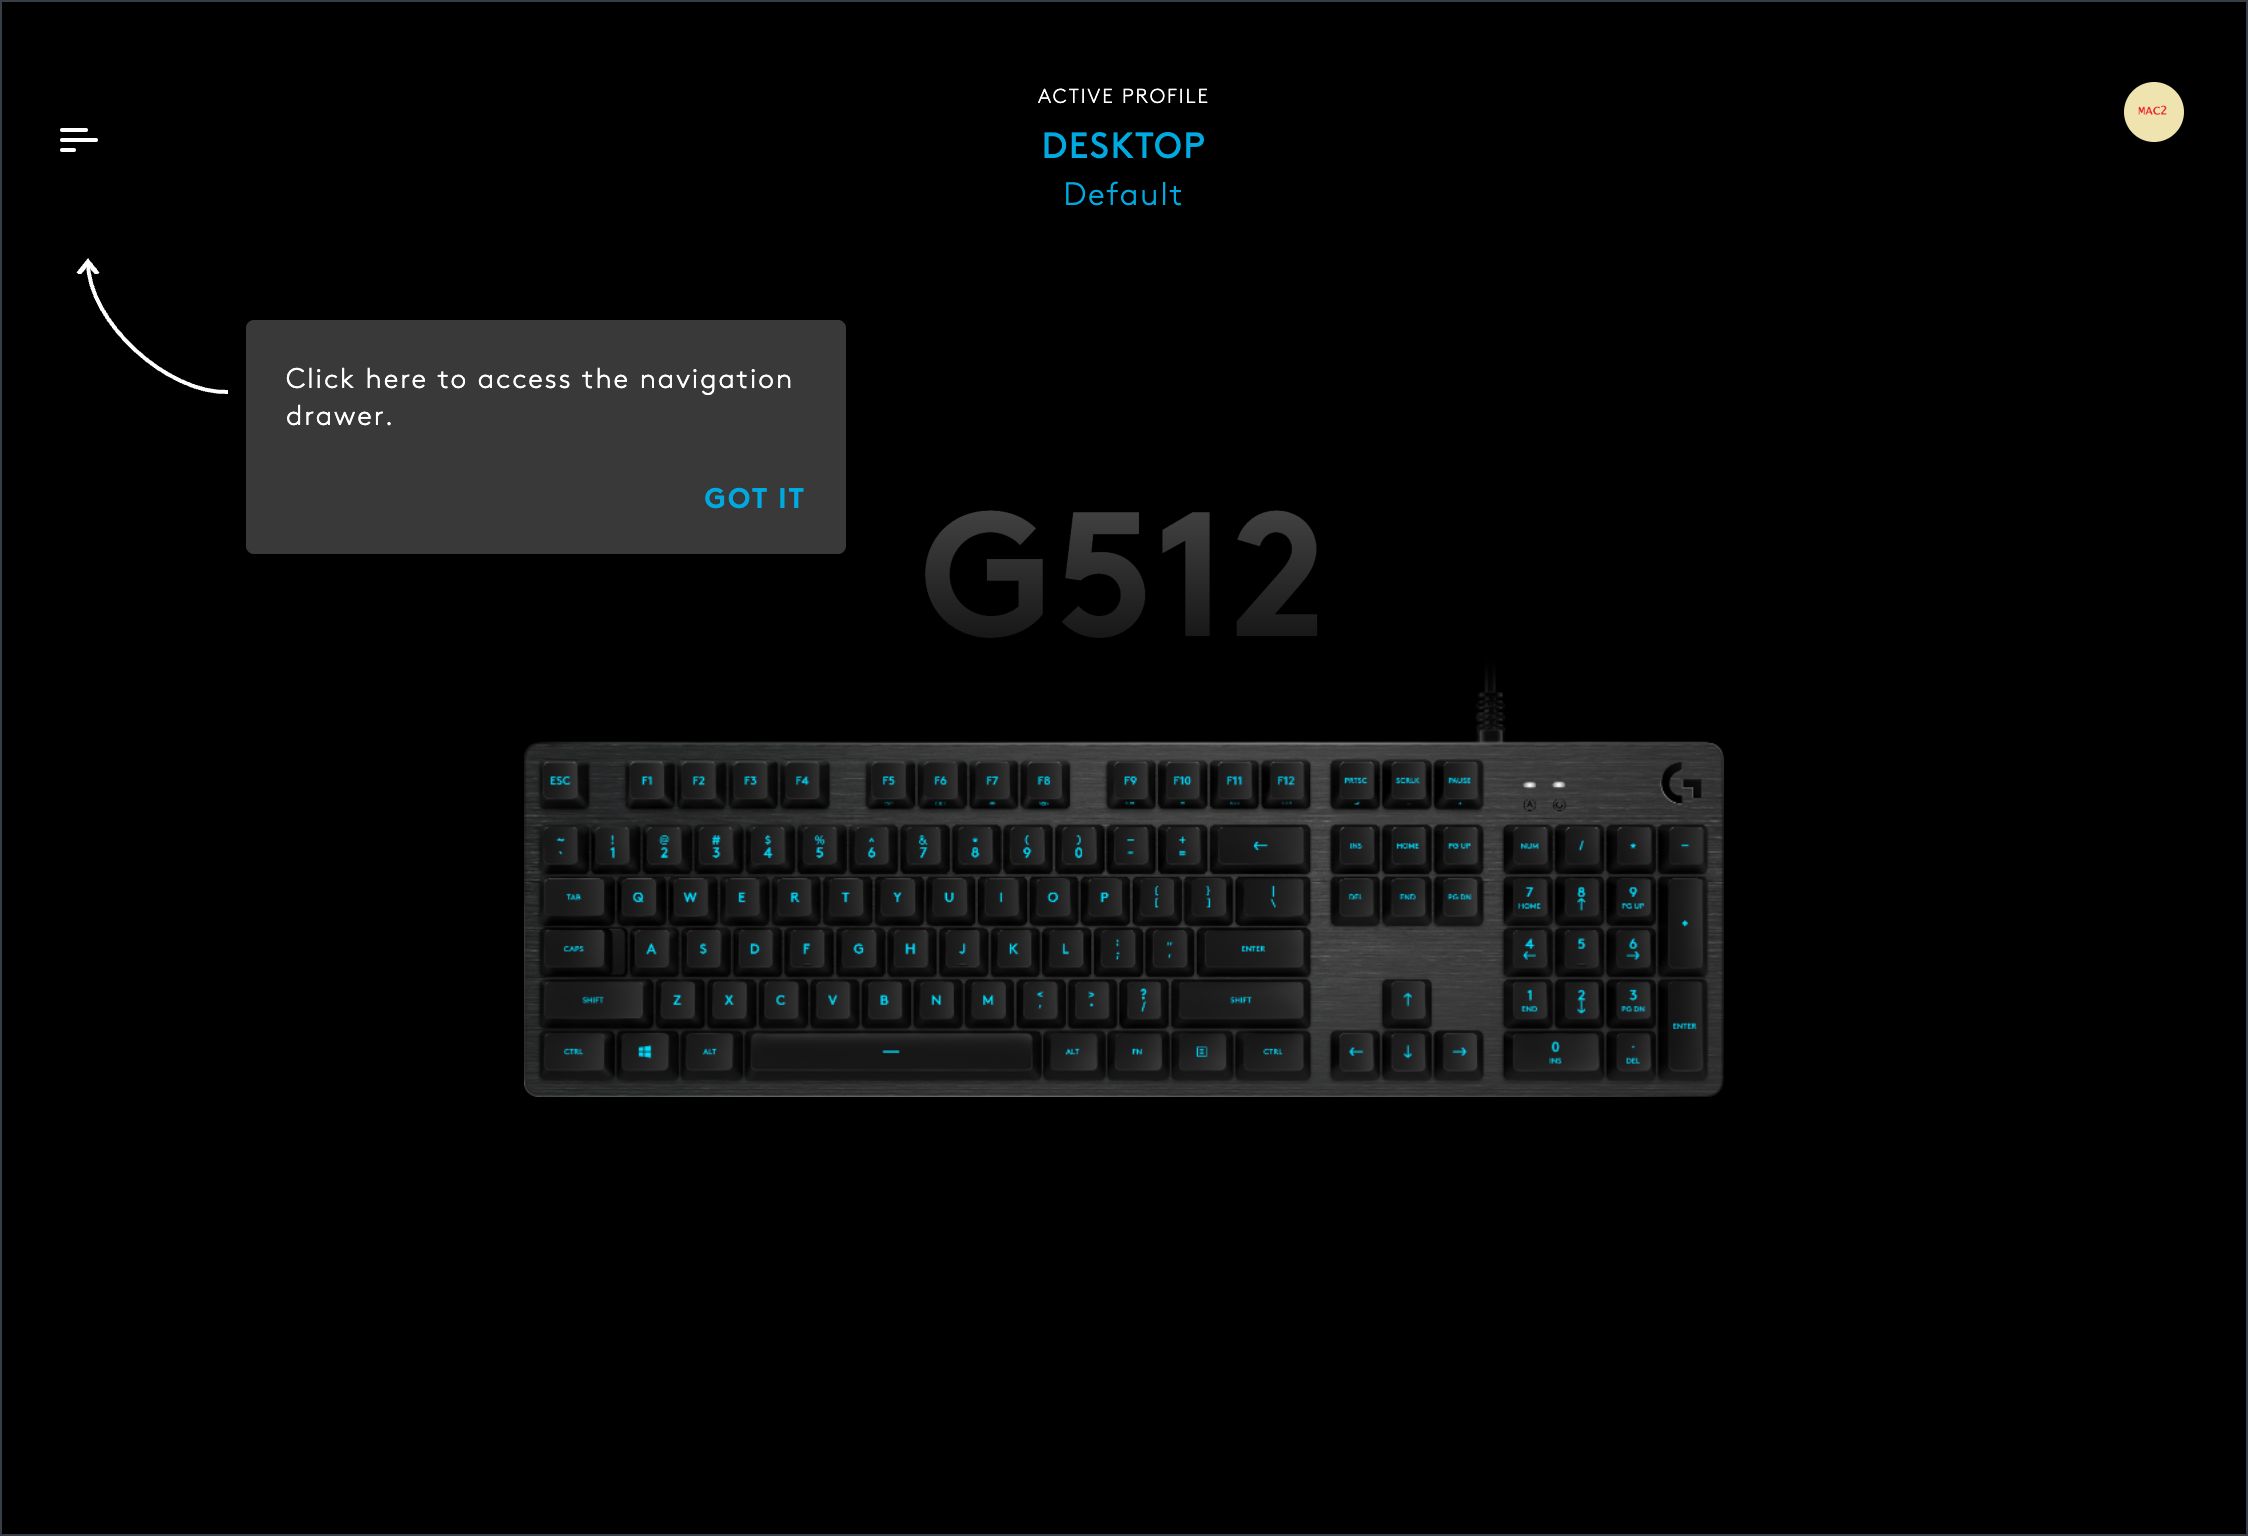 ACTIVE PROFILE
MAC2
DESKTOP
Default
Click here to access the navigation
drawer.
GOT IT
G512
ESC F1 F2 F3 F4 F5 F6 F7 F8 F9 F10 F11 F12 PRTSC SCRLK PAUSE
~ ! @ # $ % ^ & * ( ) _ +
` 1 2 3 4 5 6 7 8 9 0 - = ← INS HOME PG UP NUM / * -
TAB Q W E R T Y U I O P { [ } ] | \ DEL END PG DN 7 HOME 8 ↑ 9 PG UP +
CAPS A S D F G H J K L : ; " ' ENTER 4 ← 5 6 →
SHIFT Z X C V B N M < , > . ? / SHIFT ↑ 1 END 2 ↓ 3 PG DN ENTER
CTRL ALT ALT FN CTRL ← ↓ → 0 INS . DEL